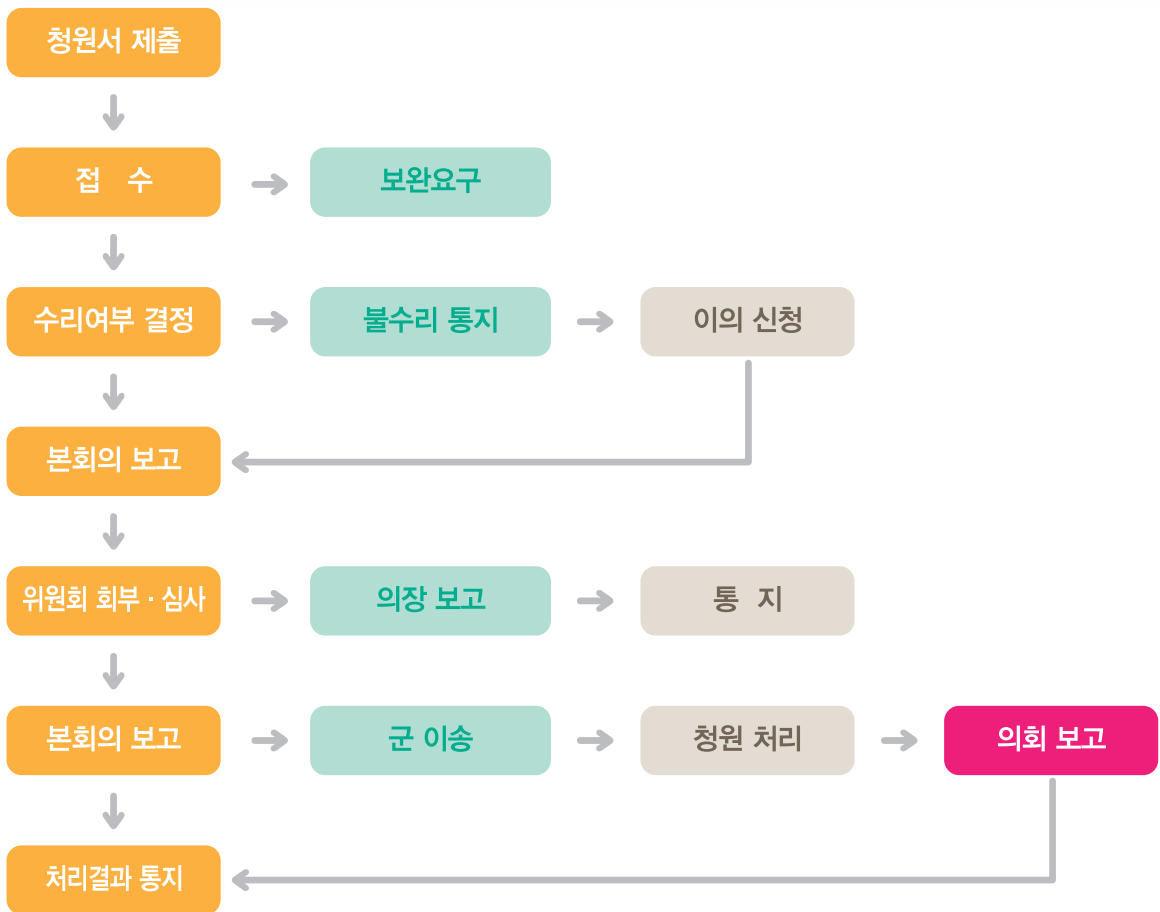 청원서 제출
접 수
보완요구
수리여부 결정
불수리 통지
이의 신청
본회의 보고
위원회 회부 · 심사
의장 보고
통 지
본회의 보고
군 이송
청원 처리
의회 보고
처리결과 통지